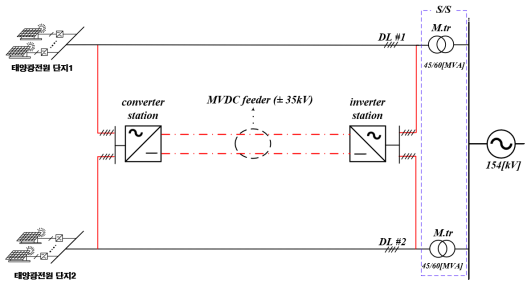 S/S
DL #1
M.tr
45/60[MVA]
태양광전원 단지1
converter
station
MVDC feeder (± 35kV)
inverter
station
154[kV]
DL #2
M.tr
45/60[MVA]
태양광전원 단지2